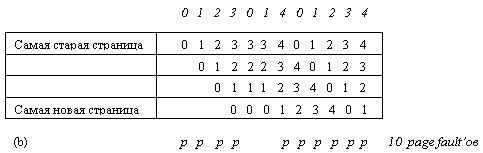 0 1 2 3 0 1 4 0 1 2 3 4
Самая старая страница 0 1 2 3 3 3 4 0 1 2 3 4
0 1 2 2 2 3 4 0 1 2 3
0 1 1 1 2 3 4 0 1 2
Самая новая страница 0 0 0 1 2 3 4 0 1
(b) p p p p p p p p p p 10 page fault’ов